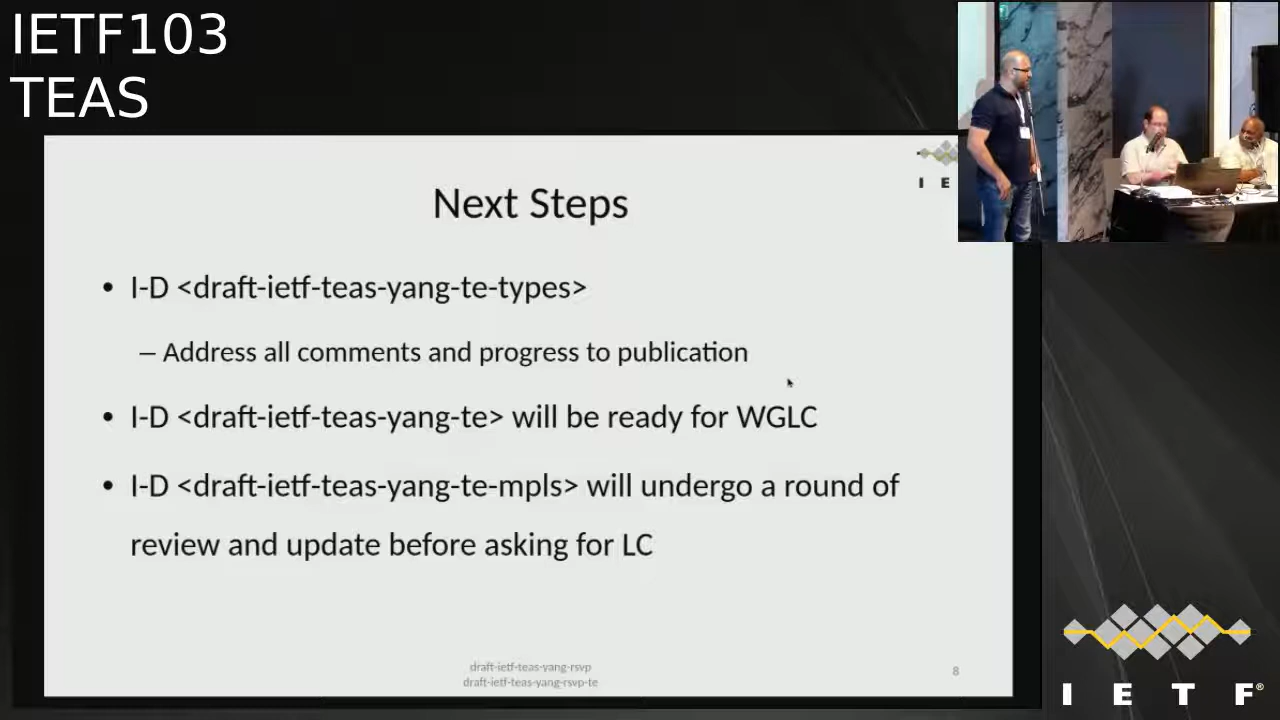 IETF103
TEAS
I E
Next Steps
• I-D <draft-ietf-teas-yang-te-types>
– Address all comments and progress to publication
• I-D <draft-ietf-teas-yang-te> will be ready for WGLC
• I-D <draft-ietf-teas-yang-te-mpls> will undergo a round of
review and update before asking for LC
draft-ietf-teas-yang-rsvp
draft-ietf-teas-yang-rsvp-te
8
I E T F®